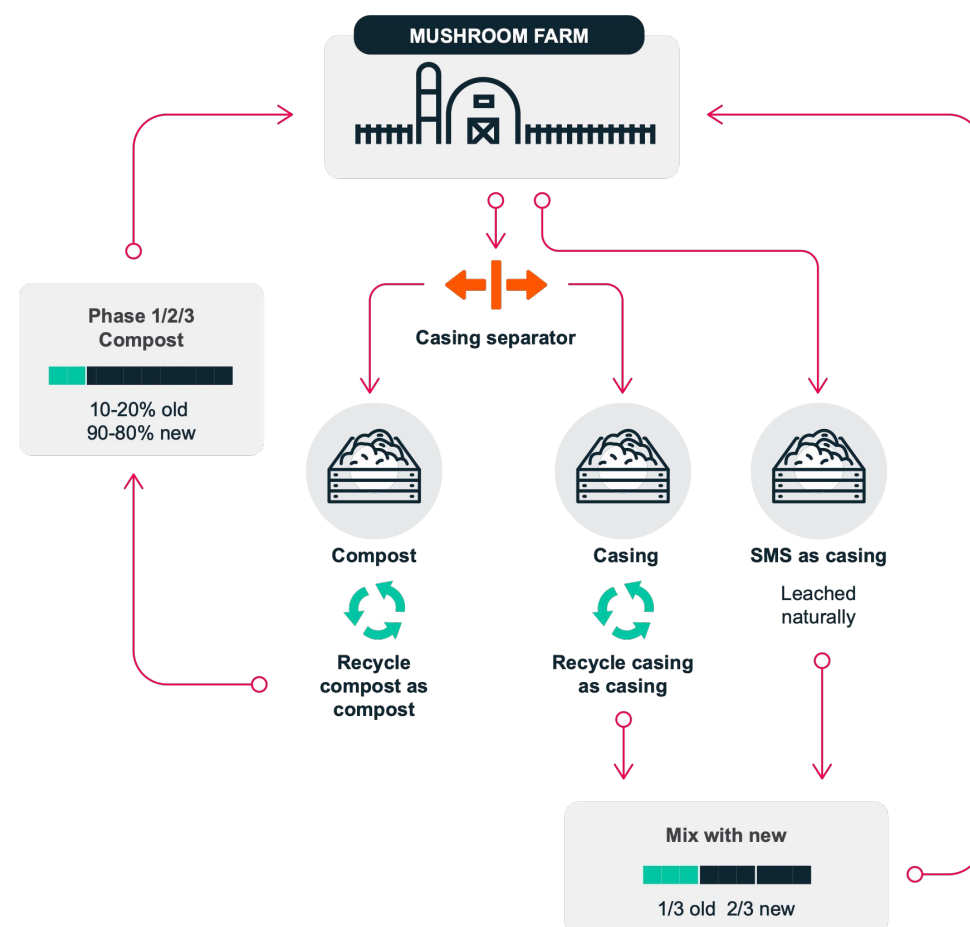 MUSHROOM FARM
Casing separator
Phase 1/2/3
Compost
10-20% old
90-80% new
Compost
Recycle
compost as
compost
Casing
Recycle casing
as casing
SMS as casing
Leached
naturally
Mix with new
1/3 old 2/3 new